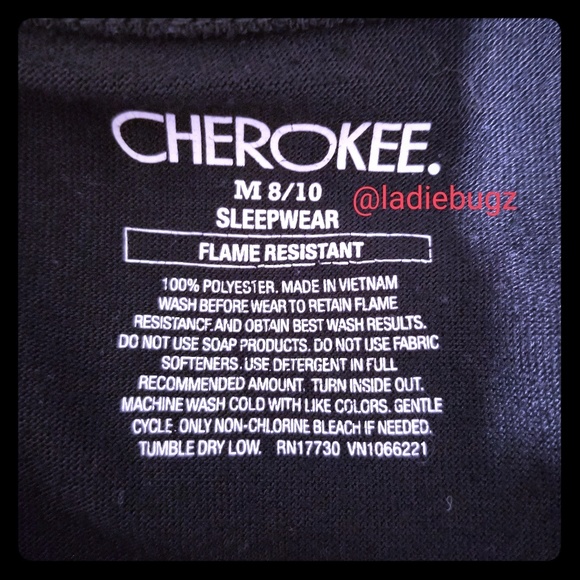 CHEROKEE.
M 8/10
@ladiebugz
SLEEPWEAR
FLAME RESISTANT
100% POLYESTER. MADE IN VIETNAM
WASH BEFORE WEAR TO RETAIN FLAME
RESISTANCE.AND OBTAIN BEST WASH RESULTS.
DO NOT USE SOAP PRODUCTS. DO NOT USE FABRIC
SOFTENERS. USE DETERGENT IN FULL
RECOMMENDED AMOUNT. TURN INSIDE OUT.
MACHINE WASH COLD WITH LIKE COLORS. GENTLE
CYCLE. ONLY NON-CHLORINE BLEACH IF NEEDED.
TUMBLE DRY LOW. RN17730 VN1066221